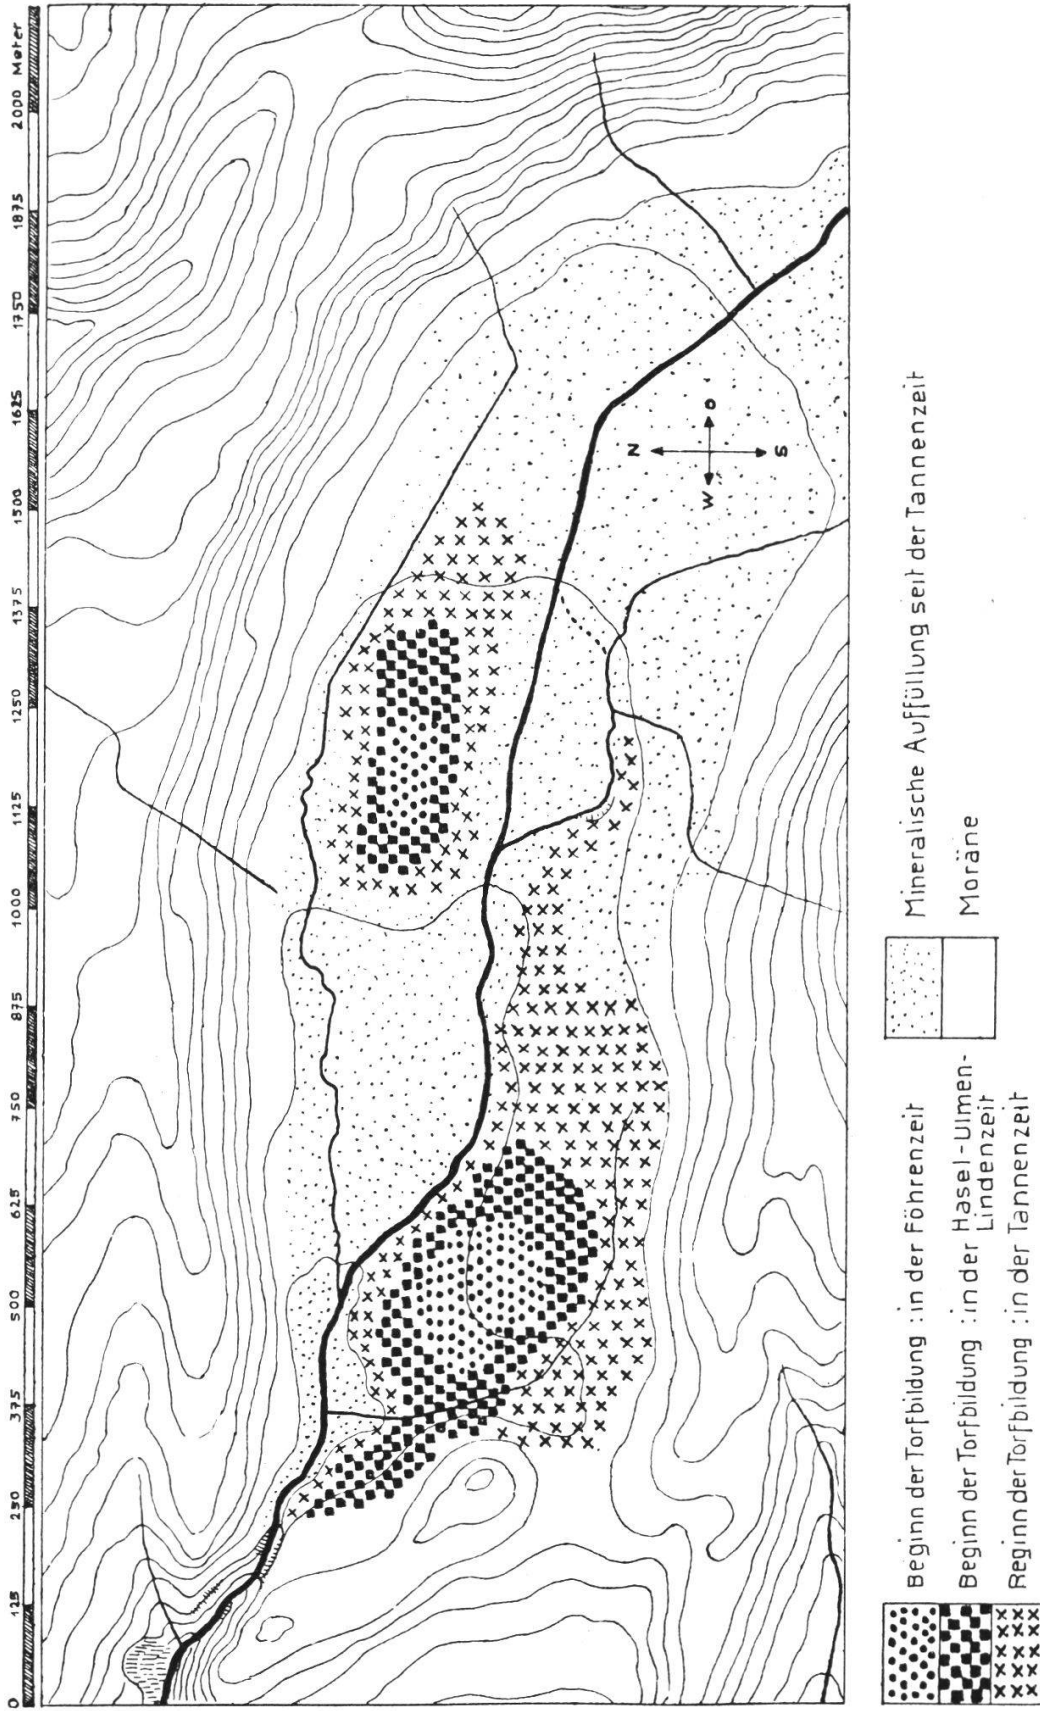 0 125 250 375 500 625 750 875 1000 1125 1250 1375 1500 1625 1750 1875 2000 Meter
N
W O
S
Beginn der Torfbildung : in der Föhrenzeit
Beginn der Torfbildung : in der Hasel-Ulmen-
Lindenzeit
Beginn der Torfbildung : in der Tannenzeit
Mineralische Auffüllung seit der Tannenzeit
Moräne